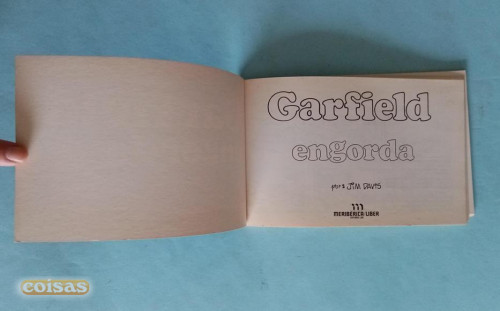 Garfield
engorda
por: JIM DAVIS
MERIBERICA/LIBER
coisas